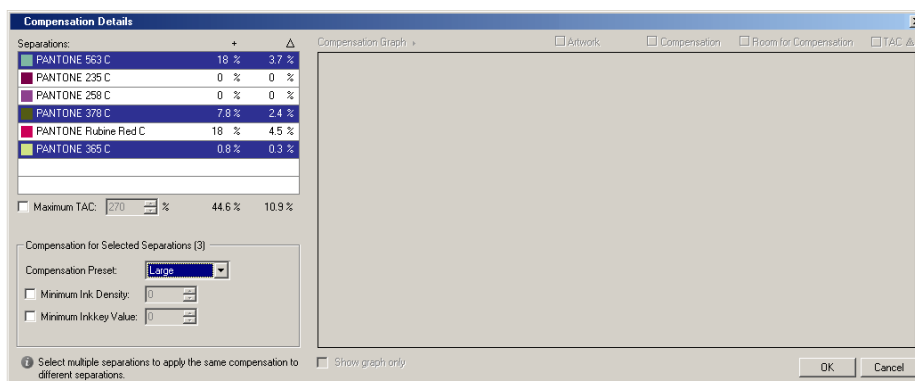 Compensation Details
Separations: + Δ
PANTONE 563 C 18 % 3.7 %
PANTONE 235 C 0 % 0 %
PANTONE 258 C 0 % 0 %
PANTONE 378 C 7.8 % 2.4 %
PANTONE Rubine Red C 18 % 4.5 %
PANTONE 365 C 0.8 % 0.3 %
Maximum TAC: 270 % 44.6 % 10.9 %
Compensation for Selected Separations (3)
Compensation Preset: Large
Minimum Ink Density: 0
Minimum Inkkey Value: 0
Select multiple separations to apply the same compensation to
different separations.
Compensation Graph Artwork Compensation Room for Compensation TAC
Show graph only
OK Cancel